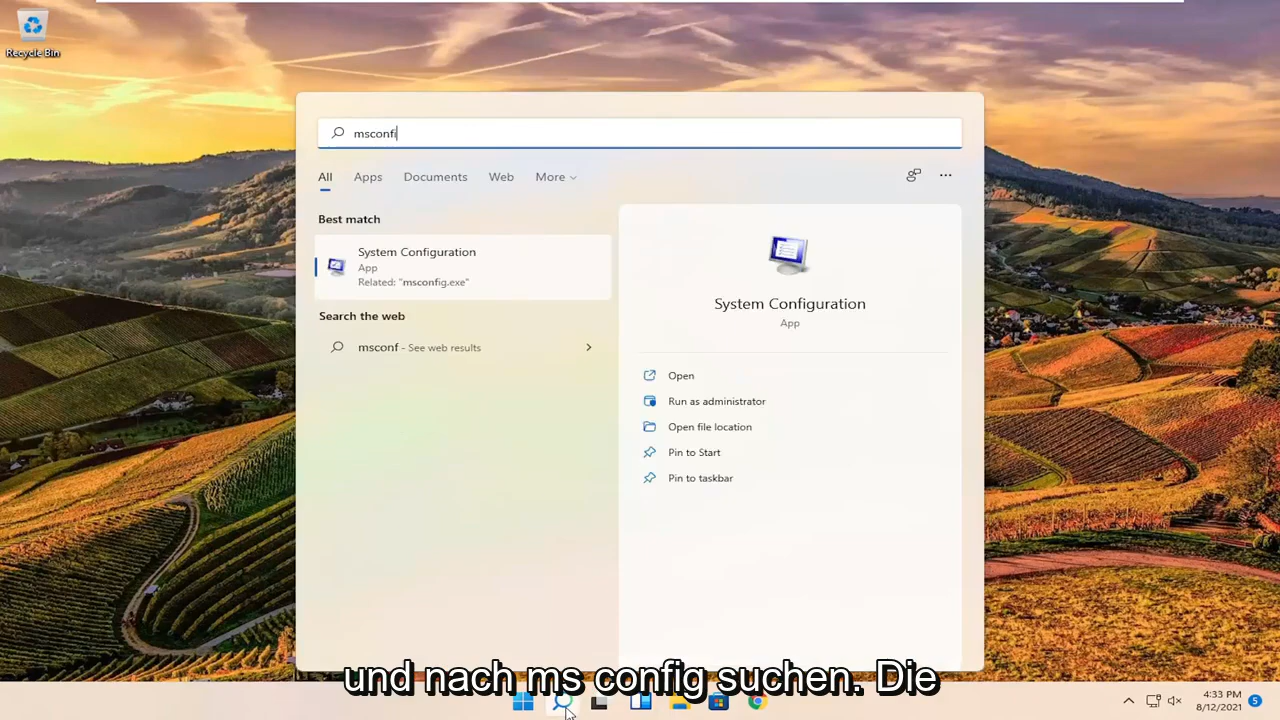 Recycle Bin
msconfi
All Apps Documents Web More
Best match
System Configuration
App
Related: "msconfig.exe"
Search the web
msconf - See web results
System Configuration
App
Open
Run as administrator
Open file location
Pin to Start
Pin to taskbar
und nach ms config suchen. Die
4:33 PM
8/12/2021
5